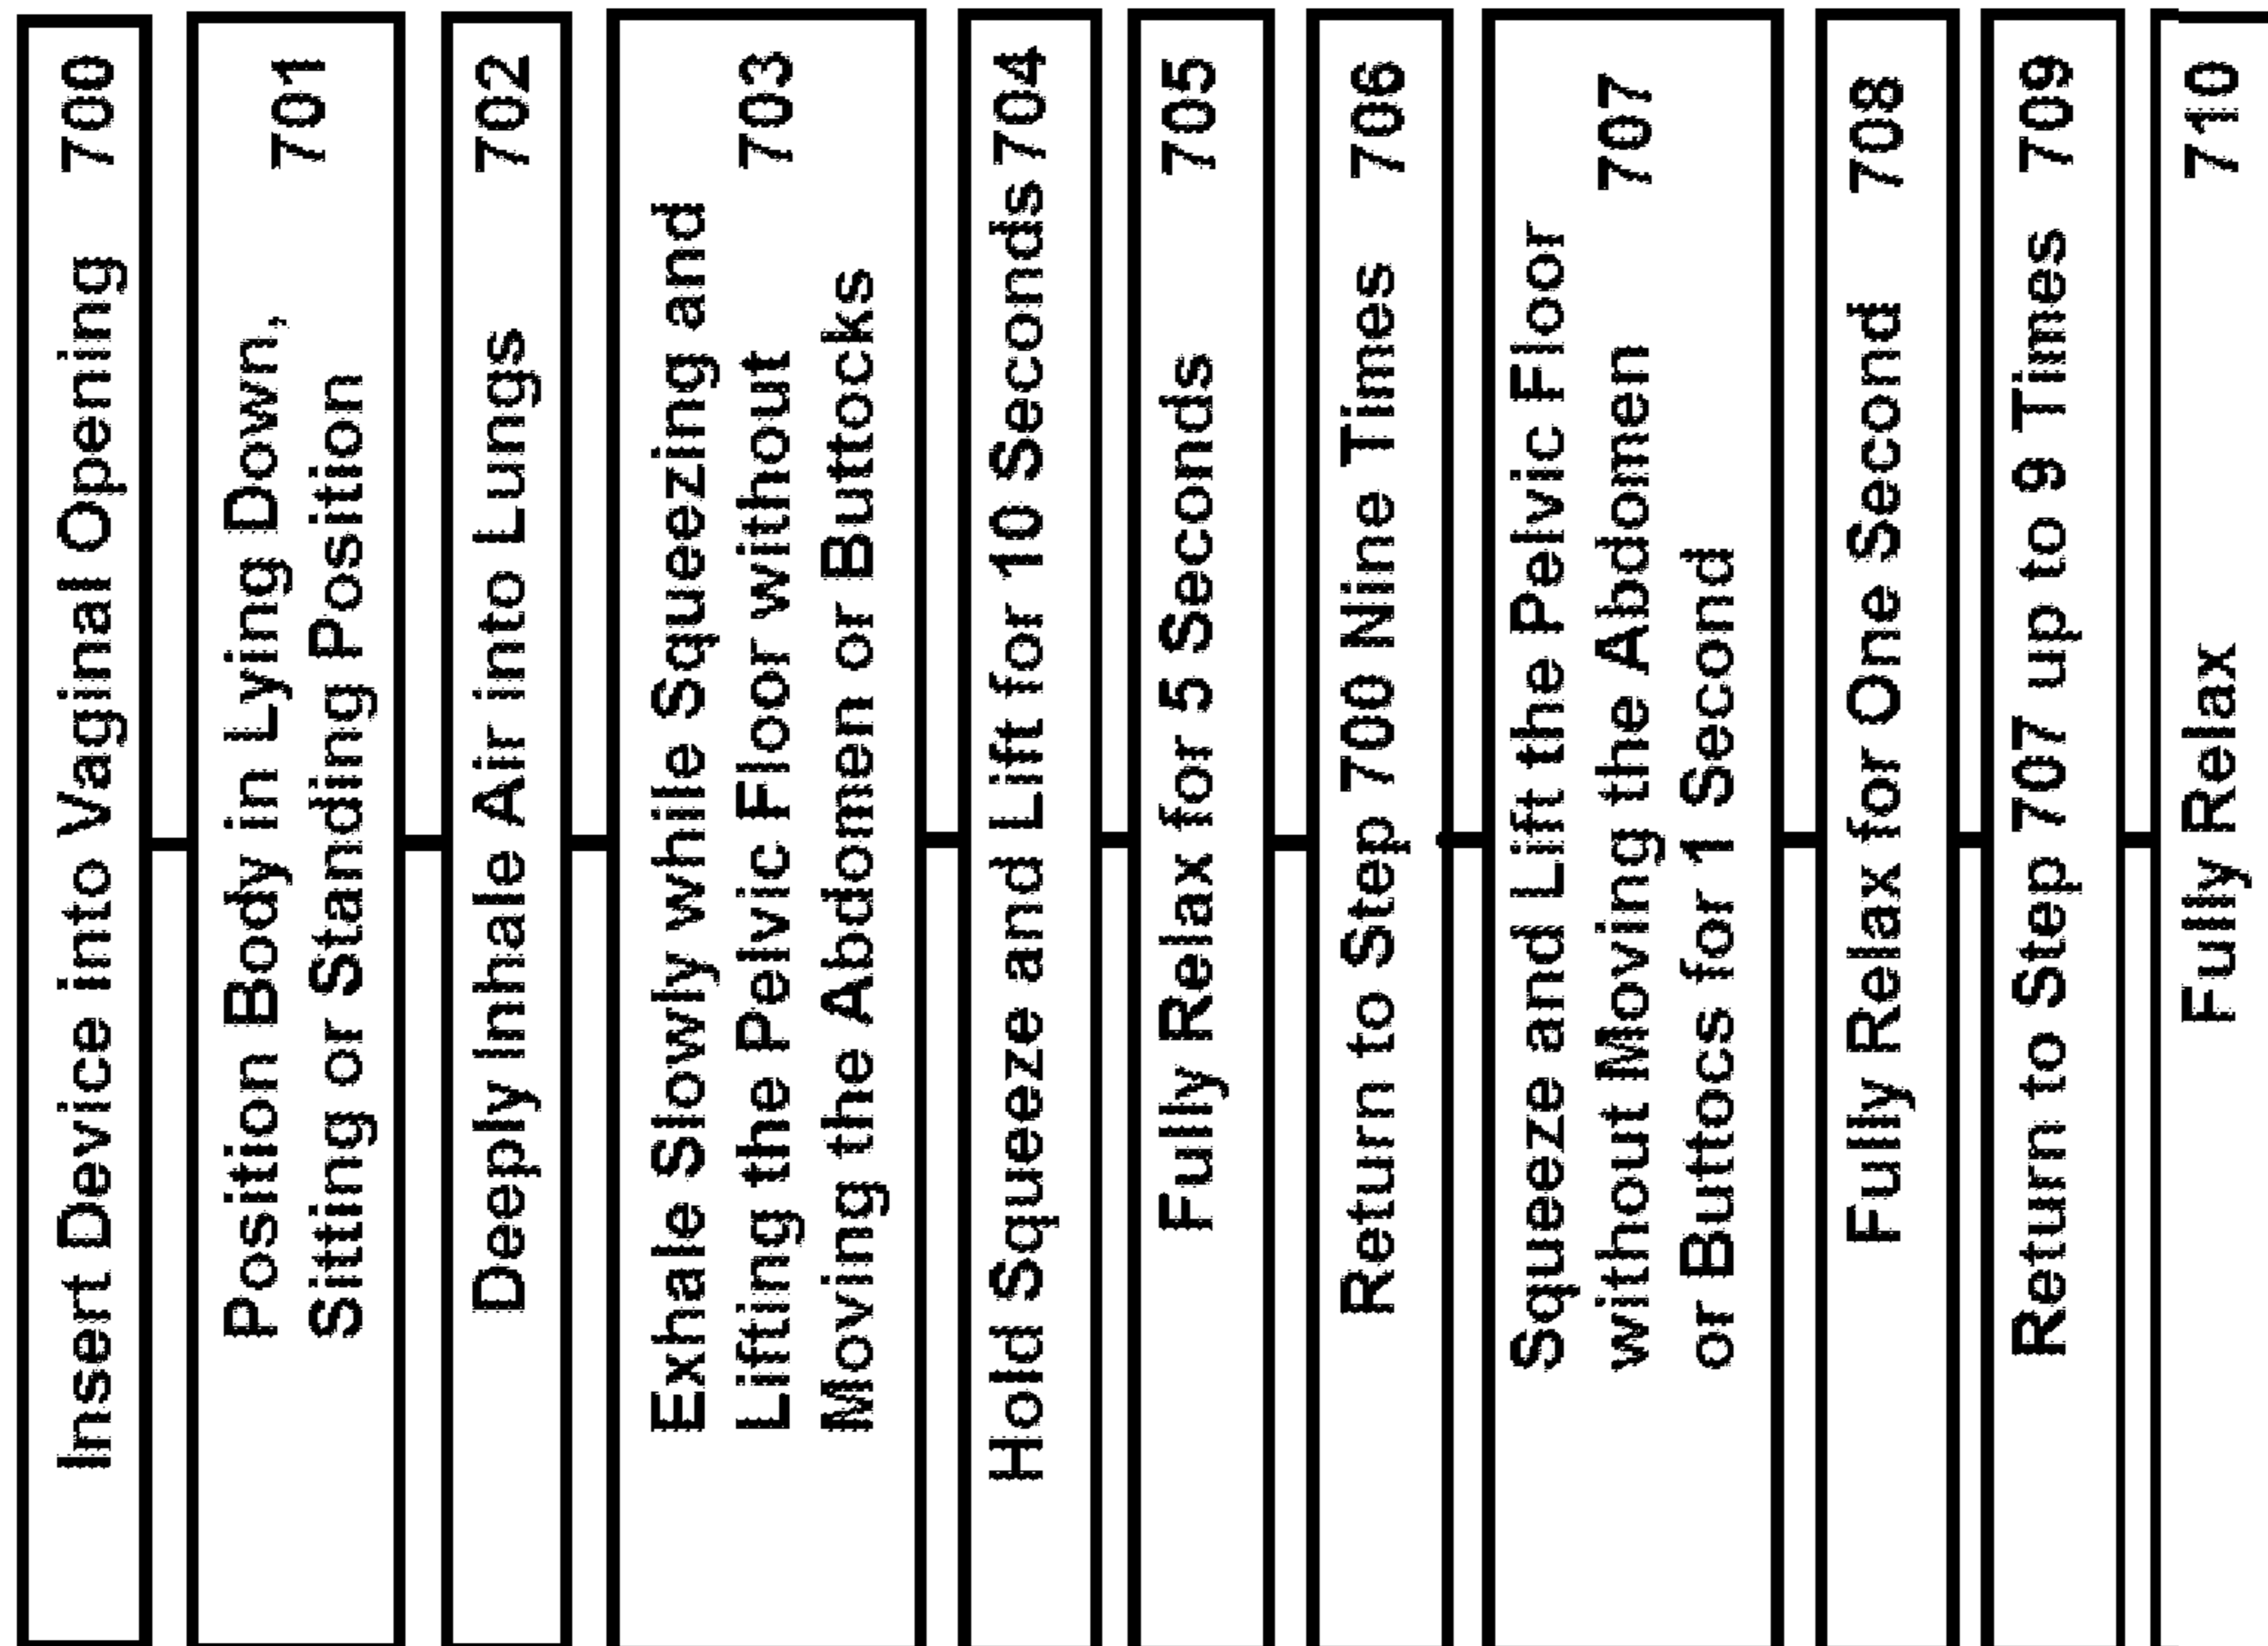 Insert Device into Vaginal Opening 700
Position Body in Lying Down,
Sitting or Standing Position 701
Deeply Inhale Air into Lungs 702
Exhale Slowly while Squeezing and
Lifting the Pelvic Floor without 703
Moving the Abdomen or Buttocks
Hold Squeeze and Lift for 10 Seconds 704
Fully Relax for 5 Seconds 705
Return to Step 700 Nine Times 706
Squeeze and Lift the Pelvic Floor
without Moving the Abdomen 707
or Buttocs for 1 Second
Fully Relax for One Second 708
Return to Step 707 up to 9 Times 709
Fully Relax 710